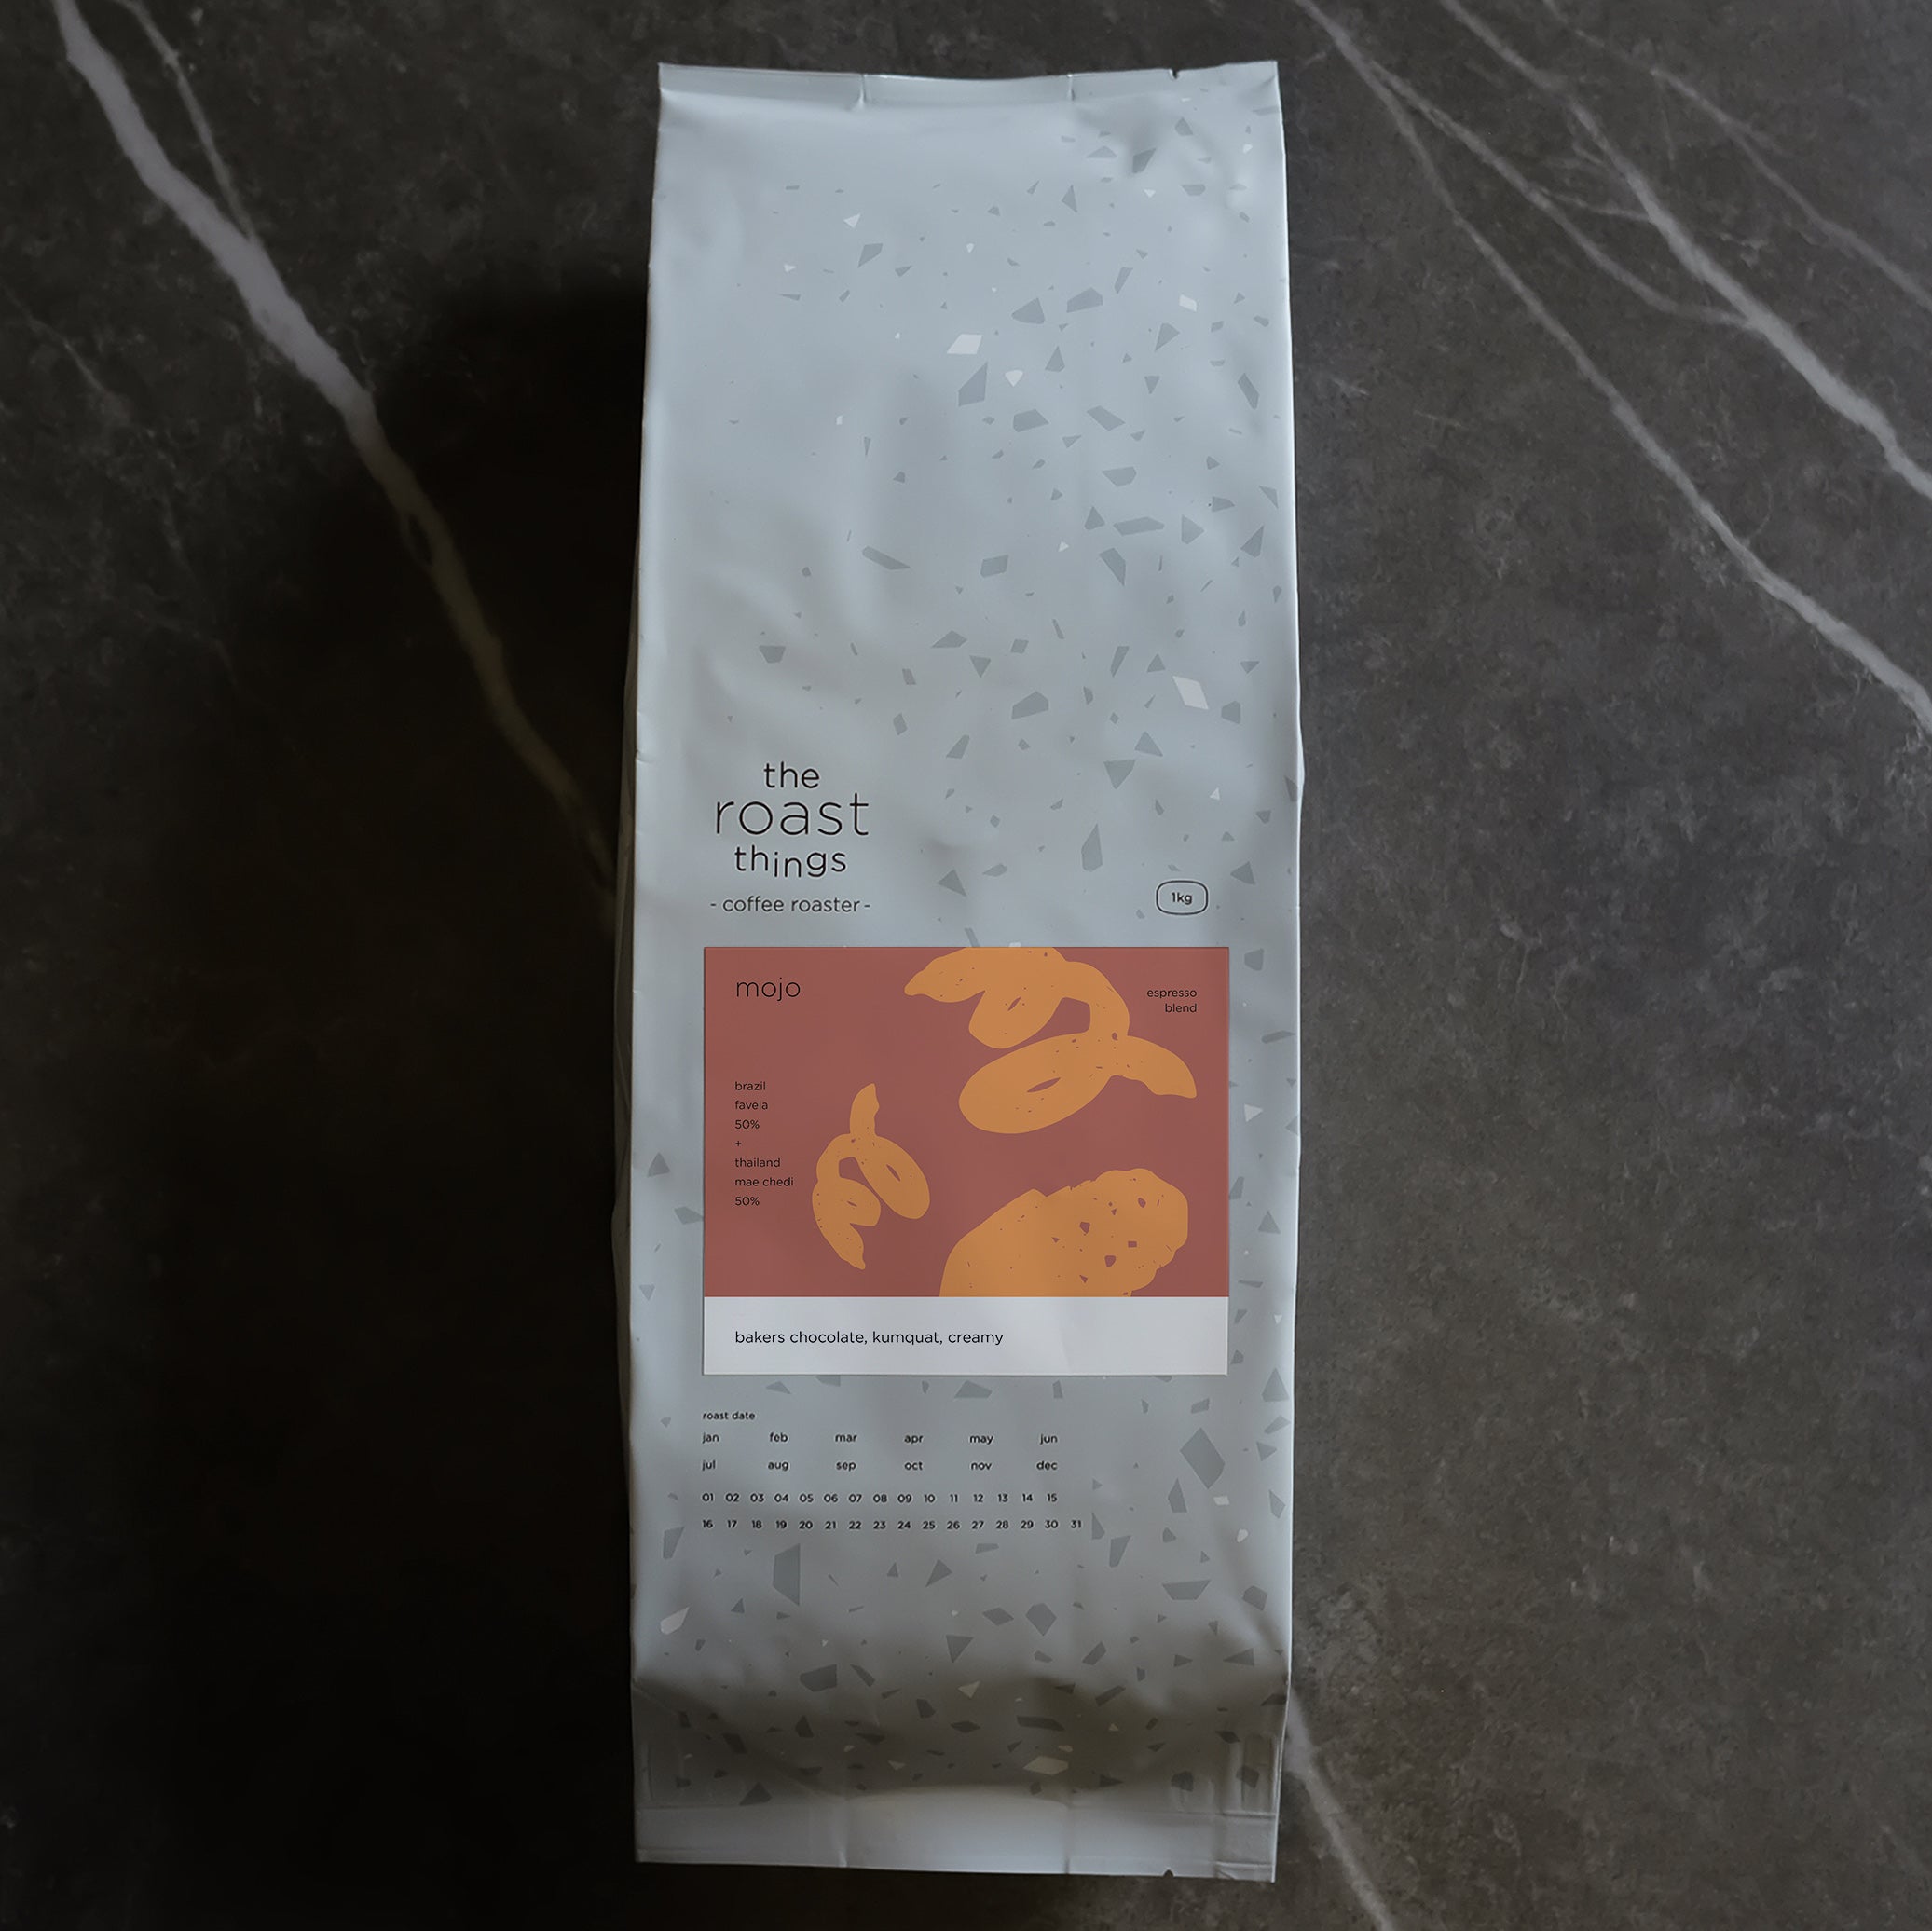 the
roast
things
- coffee roaster -
1kg
mojo
espresso
blend
brazil
favela
50%
+
thailand
mae chedi
50%
bakers chocolate, kumquat, creamy
roast date
jan feb mar apr may jun
jul aug sep oct nov dec
01 02 03 04 05 06 07 08 09 10 11 12 13 14 15
16 17 18 19 20 21 22 23 24 25 26 27 28 29 30 31